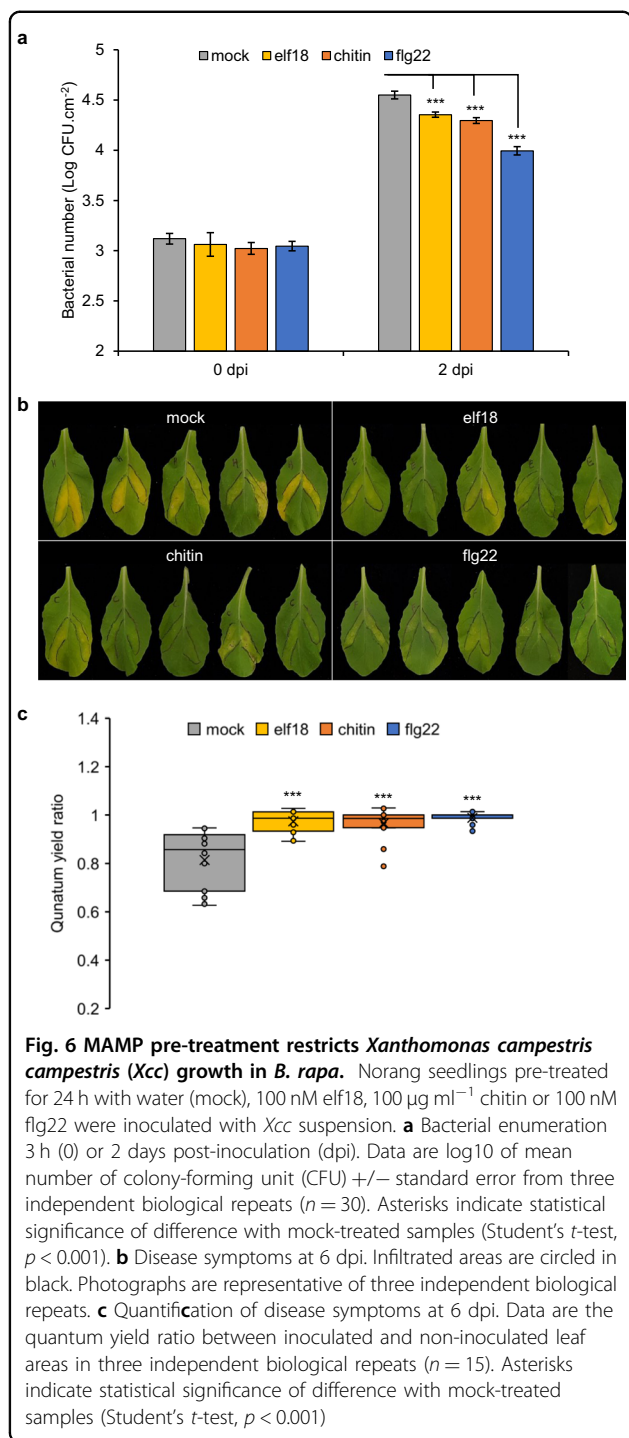 a
mock elf18 chitin flg22
5
4.5
4
3.5
3
2.5
2
Bacterial number (Log CFU.cm-2)
*** *** ***
0 dpi 2 dpi
b
mock elf18
chitin flg22
c
1.4
1.2
1
0.8
0.6
0.4
0.2
Qunatum yield ratio
mock elf18 chitin flg22
*** *** ***
Fig. 6 MAMP pre-treatment restricts Xanthomonas campestris
campestris (Xcc) growth in B. rapa. Norang seedlings pre-treated
for 24 h with water (mock), 100 nM elf18, 100 µg ml−1 chitin or 100 nM
flg22 were inoculated with Xcc suspension. a Bacterial enumeration
3 h (0) or 2 days post-inoculation (dpi). Data are log10 of mean
number of colony-forming unit (CFU) +/− standard error from three
independent biological repeats (n = 30). Asterisks indicate statistical
significance of difference with mock-treated samples (Student's t-test,
p < 0.001). b Disease symptoms at 6 dpi. Infiltrated areas are circled in
black. Photographs are representative of three independent biological
repeats. c Quantification of disease symptoms at 6 dpi. Data are the
quantum yield ratio between inoculated and non-inoculated leaf
areas in three independent biological repeats (n = 15). Asterisks
indicate statistical significance of difference with mock-treated
samples (Student's t-test, p < 0.001)